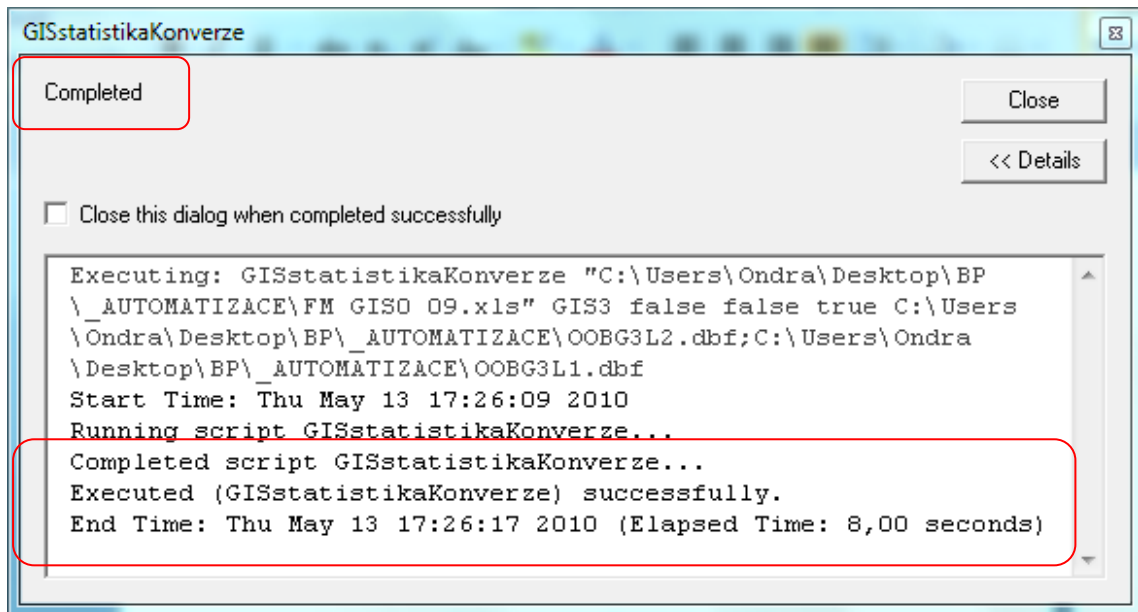 GISstatistikaKonverze
Completed
Close
<< Details
Close this dialog when completed successfully
Executing: GISstatistikaKonverze "C:\Users\Ondra\Desktop\BP
\_AUTOMATIZACE\FM GISO 09.xls" GIS3 false false true C:\Users
\Ondra\Desktop\BP\_AUTOMATIZACE\OOBG3L2.dbf;C:\Users\Ondra
\Desktop\BP\_AUTOMATIZACE\OOBG3L1.dbf
Start Time: Thu May 13 17:26:09 2010
Running script GISstatistikaKonverze...
Completed script GISstatistikaKonverze...
Executed (GISstatistikaKonverze) successfully.
End Time: Thu May 13 17:26:17 2010 (Elapsed Time: 8,00 seconds)